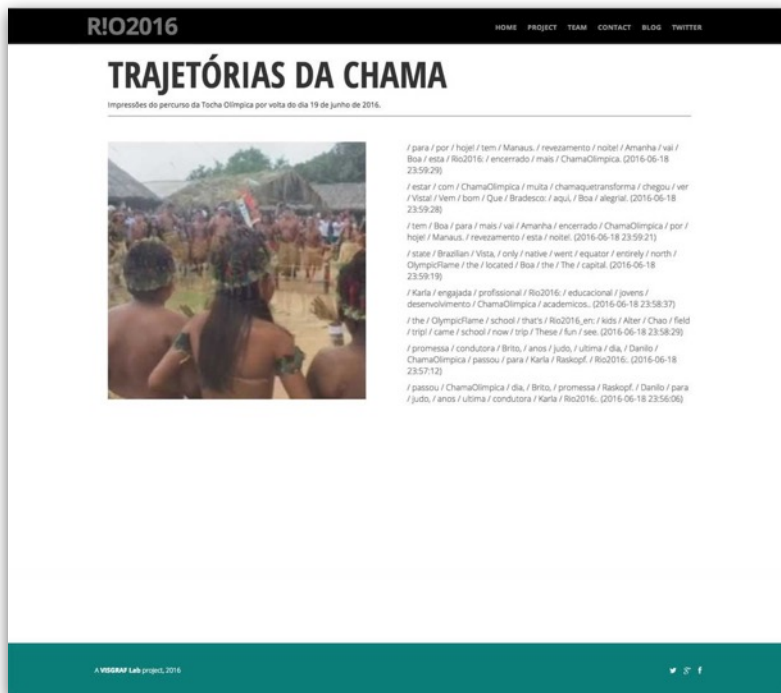 R!O2016
HOME PROJECT TEAM CONTACT BLOG TWITTER
TRAJETÓRIAS DA CHAMA
Impressões do percurso da Tocha Olímpica por volta do dia 19 de junho de 2016.
/ para / por / hoje! / tem / Manaus. / revezamento / noite! / Amanha / vai /
Boa / esta / Rio2016: / encerrado / mais / ChamaOlimpica. (2016-06-18
23:59:29)
/ estar / com / ChamaOlimpica / muita / chamaquetransforma / chegou / ver
/ Vista! / Vem / bom / Que / Bradesco: / aqui, / Boa / alegria!. (2016-06-18
23:59:28)
/ tem / Boa / para / mais / vai / Amanha / encerrado / ChamaOlimpica / por /
hoje! / Manaus. / revezamento / esta / noite!. (2016-06-18 23:59:21)
/ state / Brazilian / Vista, / only / native / went / equator / entirely / north /
OlympicFlame / the / located / Boa / the / The / capital. (2016-06-18
23:59:19)
/ Karla / engajada / profissional / Rio2016: / educacional / jovens /
desenvolvimento / ChamaOlimpica / academicos.. (2016-06-18 23:58:37)
/ the / OlympicFlame / school / that's / Rio2016_en: / kids / Alter / Chao / field
/ trip! / came / school / now / trip / These / fun / see. (2016-06-18 23:58:29)
/ promessa / condutora / Brito, / anos / judo, / ultima / dia, / Danilo /
ChamaOlimpica / passou / para / Karla / Raskopf. / Rio2016:. (2016-06-18
23:57:12)
/ passou / ChamaOlimpica / dia, / Brito, / promessa / Raskopf. / Danilo / para
/ judo, / anos / ultima / condutora / Karla / Rio2016:. (2016-06-18 23:56:06)
A VISGRAF Lab project, 2016